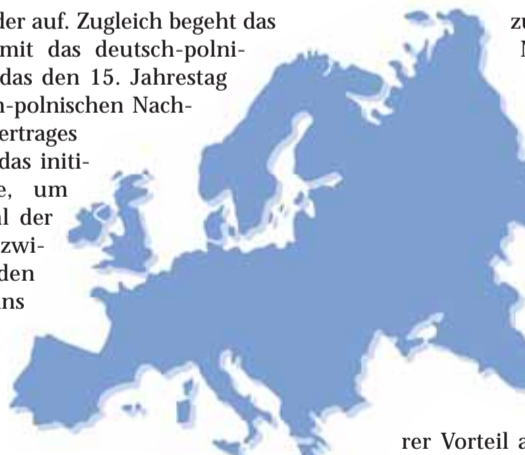 der auf. Zugleich begeht das
mit das deutsch-polni-
das den 15. Jahrestag
n-polnischen Nach-
ertrages
das initi-
e, um
l der
zwi-
den
ns
zu
rer Vorteil a